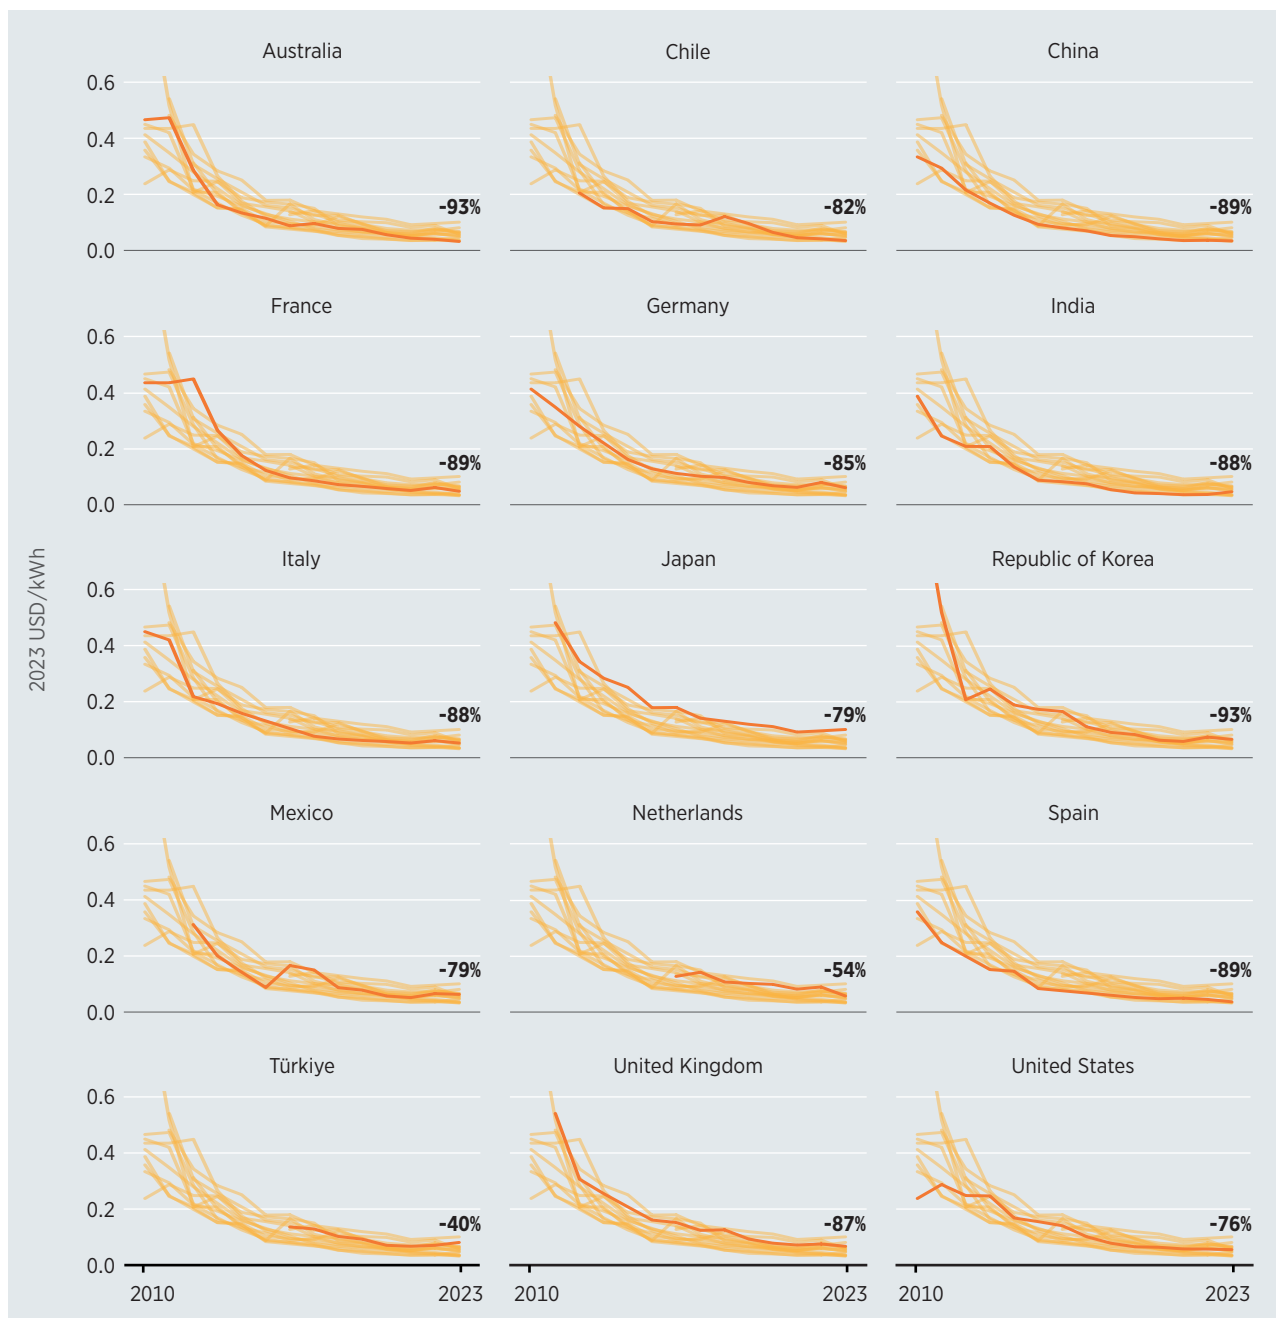 Australia
Chile
China
0.6
0.4
0.2
0.0
-93%
-82%
-89%
France
Germany
India
0.6
0.4
0.2
0.0
-89%
-85%
-88%
2023 USD/kWh
Italy
Japan
Republic of Korea
0.6
0.4
0.2
0.0
-88%
-79%
-93%
Mexico
Netherlands
Spain
0.6
0.4
0.2
0.0
-79%
-54%
-89%
Türkiye
United Kingdom
United States
0.6
0.4
0.2
0.0
-40%
-87%
-76%
2010
2023
2010
2023
2010
2023